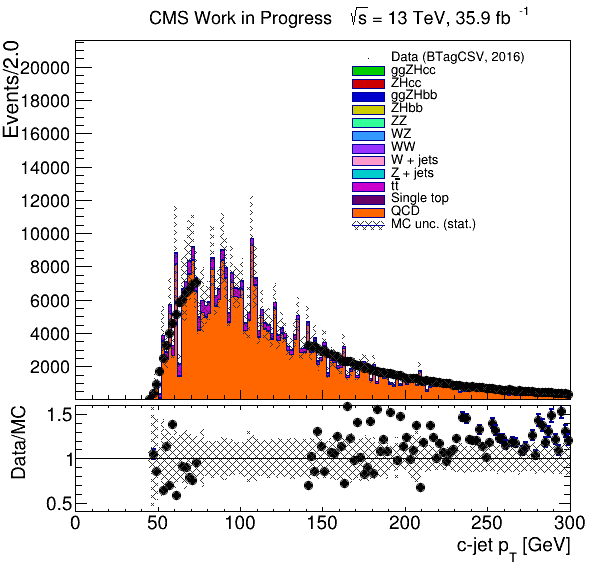 CMS Work in Progress √s = 13 TeV, 35.9 fb⁻¹
Events/2.0
20000
18000
16000
14000
12000
10000
8000
6000
4000
2000
Data (BTagCSV, 2016)
ggZHcc
ZHcc
ggZHbb
ZHbb
ZZ
WZ
WW
W + jets
Z + jets
tt̅
Single top
QCD
MC unc. (stat.)
Data/MC
1.5
1
0.5
0 50 100 150 200 250 300
c-jet p_T [GeV]